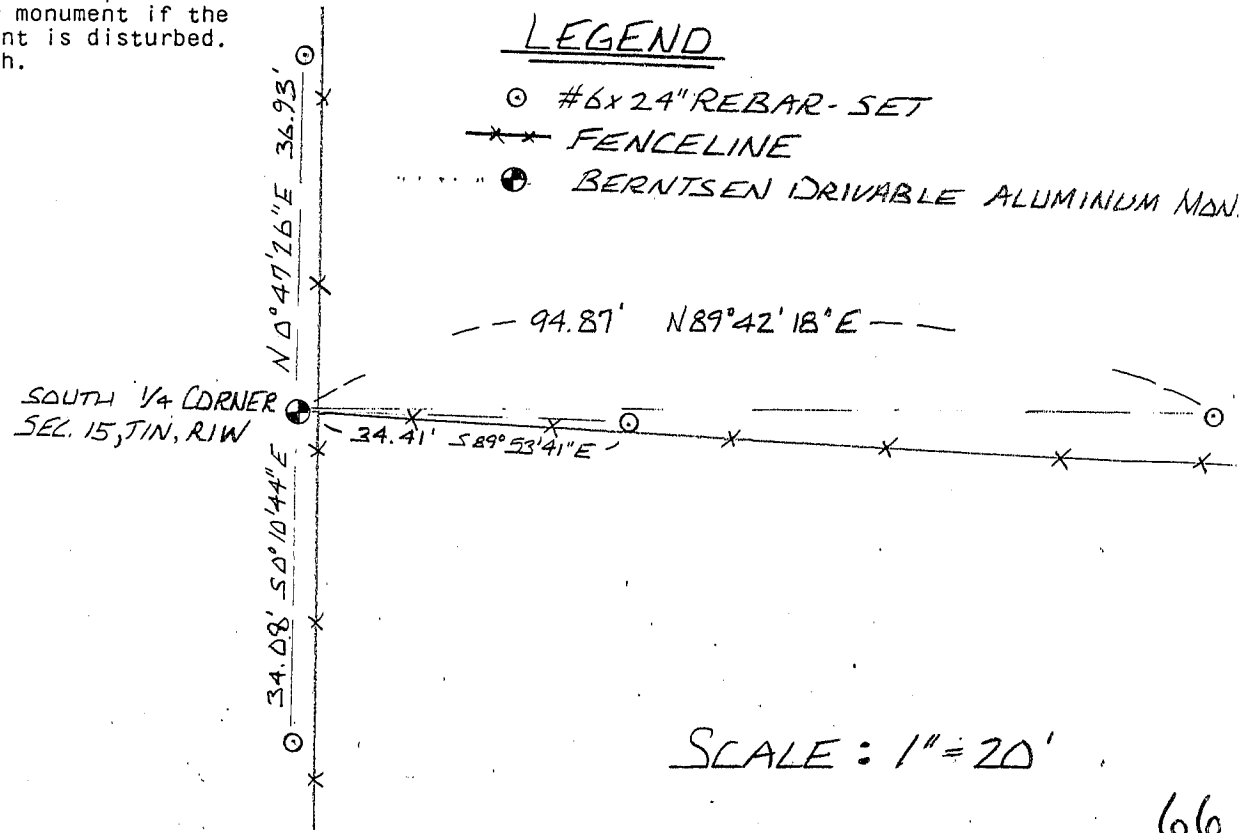 monument if the
nt is disturbed.
h.
LEGEND
#6x24" REBAR-SET
FENCELINE
BERNTSEN DRIVABLE ALUMINUM MON.
N0°47'26"E 36.93'
94.87' N89°42'18"E
SOUTH 1/4 CORNER
SEC. 15, T1N, R1W
34.41' S89°53'41"E
34.08' S0°10'44"E
SCALE: 1"=20'
66